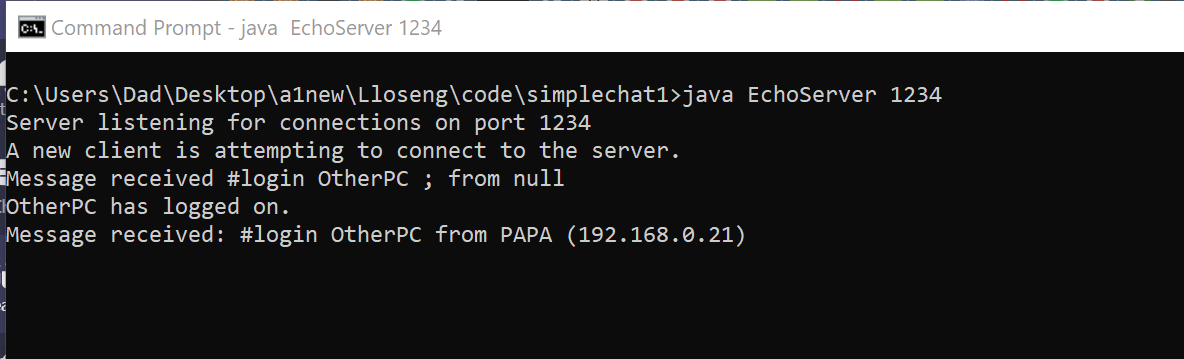 Command Prompt - java  EchoServer 1234
C:\Users\Dad\Desktop\a1new\Lloseng\code\simplechat1>java EchoServer 1234
Server listening for connections on port 1234
A new client is attempting to connect to the server.
Message received #login OtherPC ; from null
OtherPC has logged on.
Message received: #login OtherPC from PAPA (192.168.0.21)